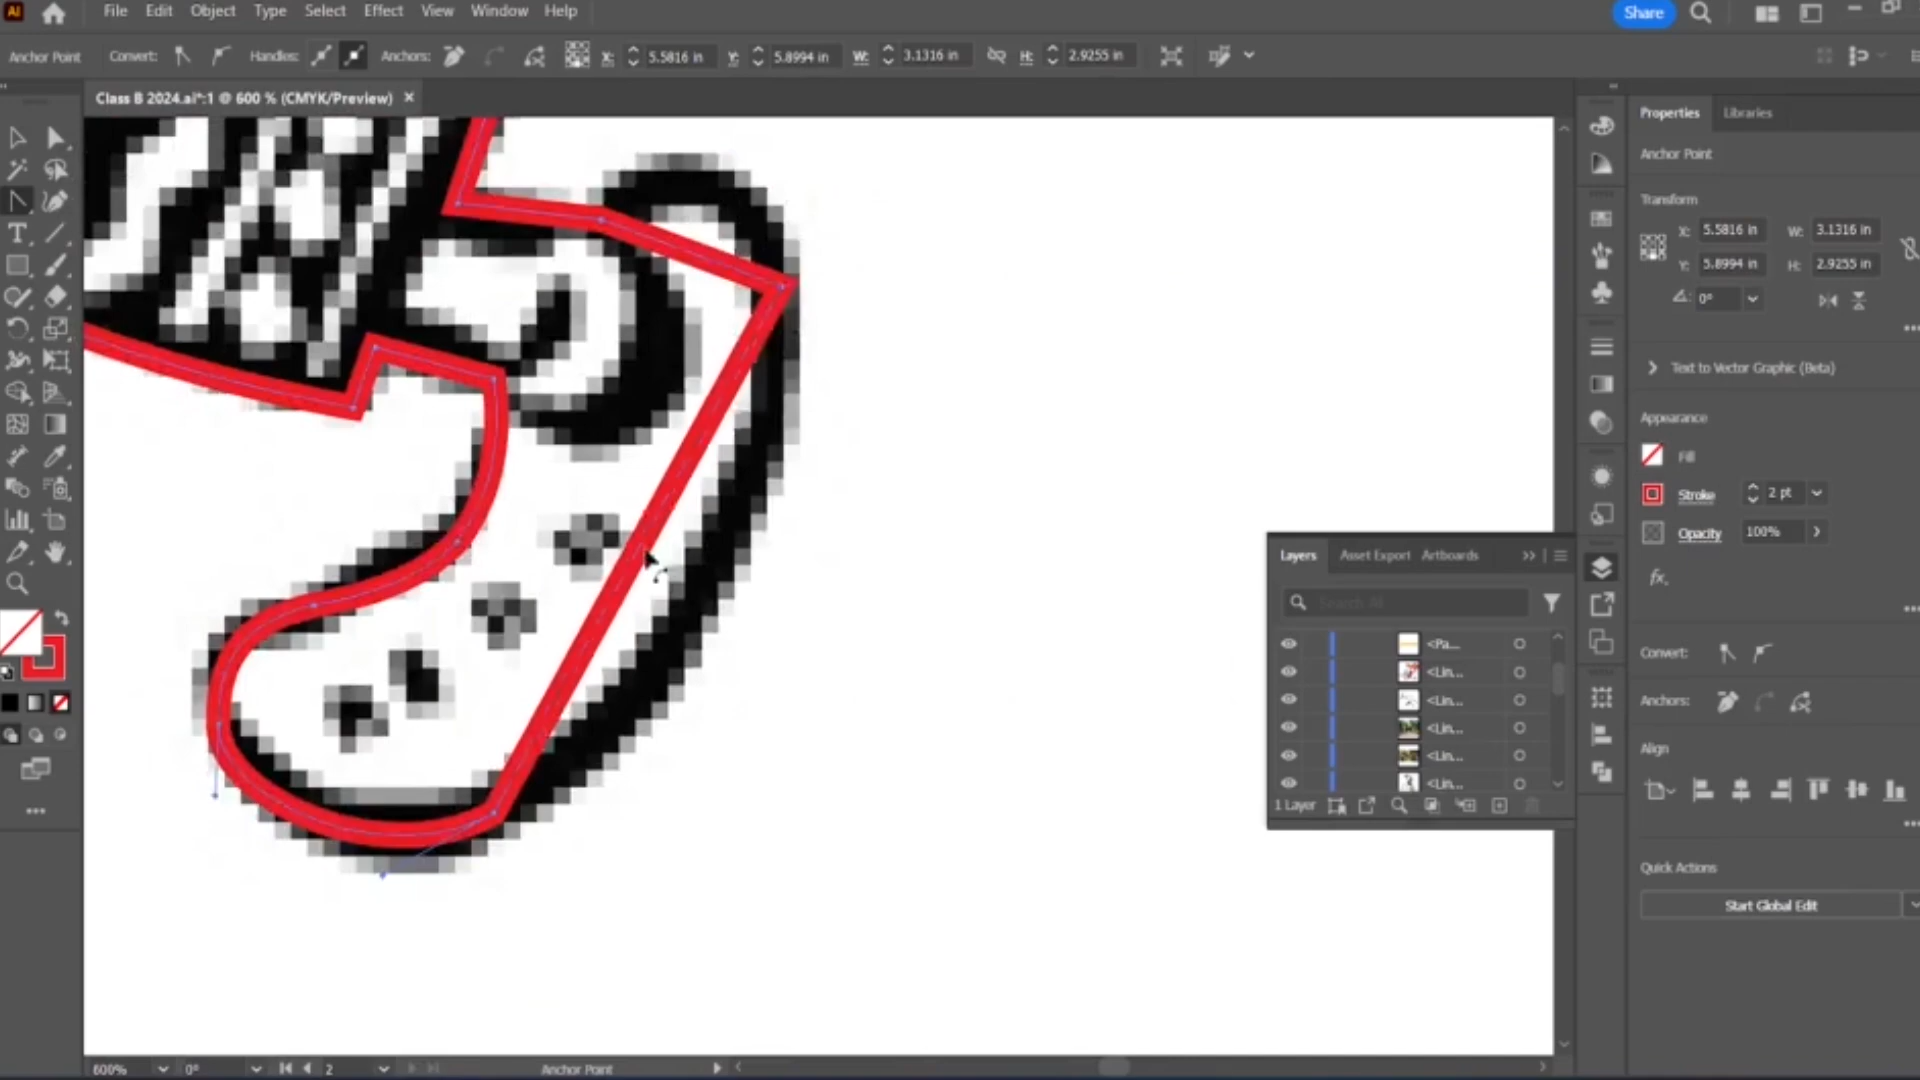 Ai File Edit Object Type Select Effect View Window Help Share
Anchor Point Convert: Handles: Anchors: X: 5.5816 in Y: 5.8994 in W: 3.1316 in H: 2.9255 in
Class B 2024.ai*:1 @ 600 % (CMYK/Preview) ×
Properties Libraries
Anchor Point
Transform
X: 5.5816 in W: 3.1316 in
Y: 5.8994 in H: 2.9255 in
0°
Text to Vector Graphic (Beta)
Appearance
Fill
Stroke 2 pt
Opacity 100%
fx.
Layers Asset Export Artboards
Search All
<Pa...
<Lin...
<Lin...
<Lin...
<Lin...
<Lin...
1 Layer
Convert:
Anchors:
Align
Quick Actions
Start Global Edit
600% 0° 2 Anchor Point